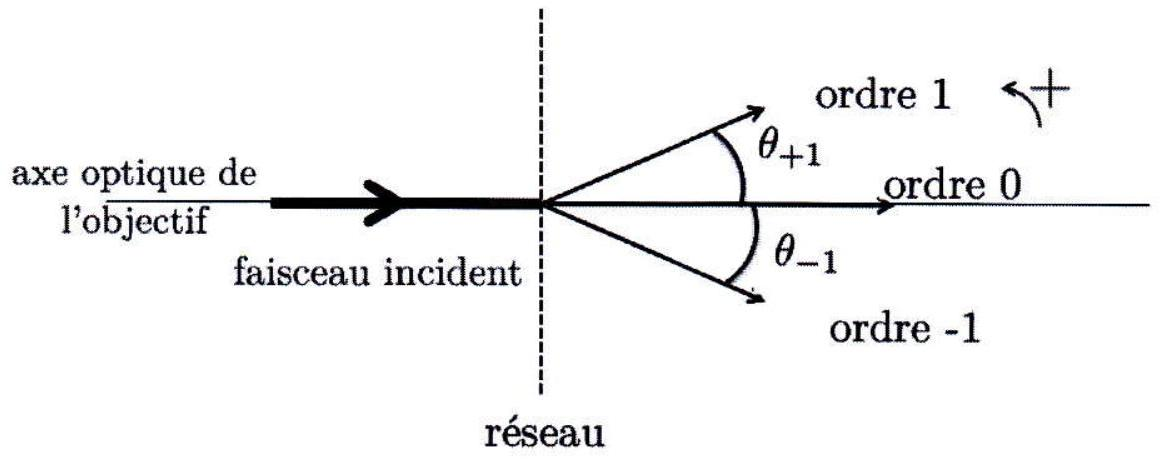 ordre 1
+
θ₊₁
axe optique de
l'objectif
ordre 0
faisceau incident
θ₋₁
ordre -1
réseau